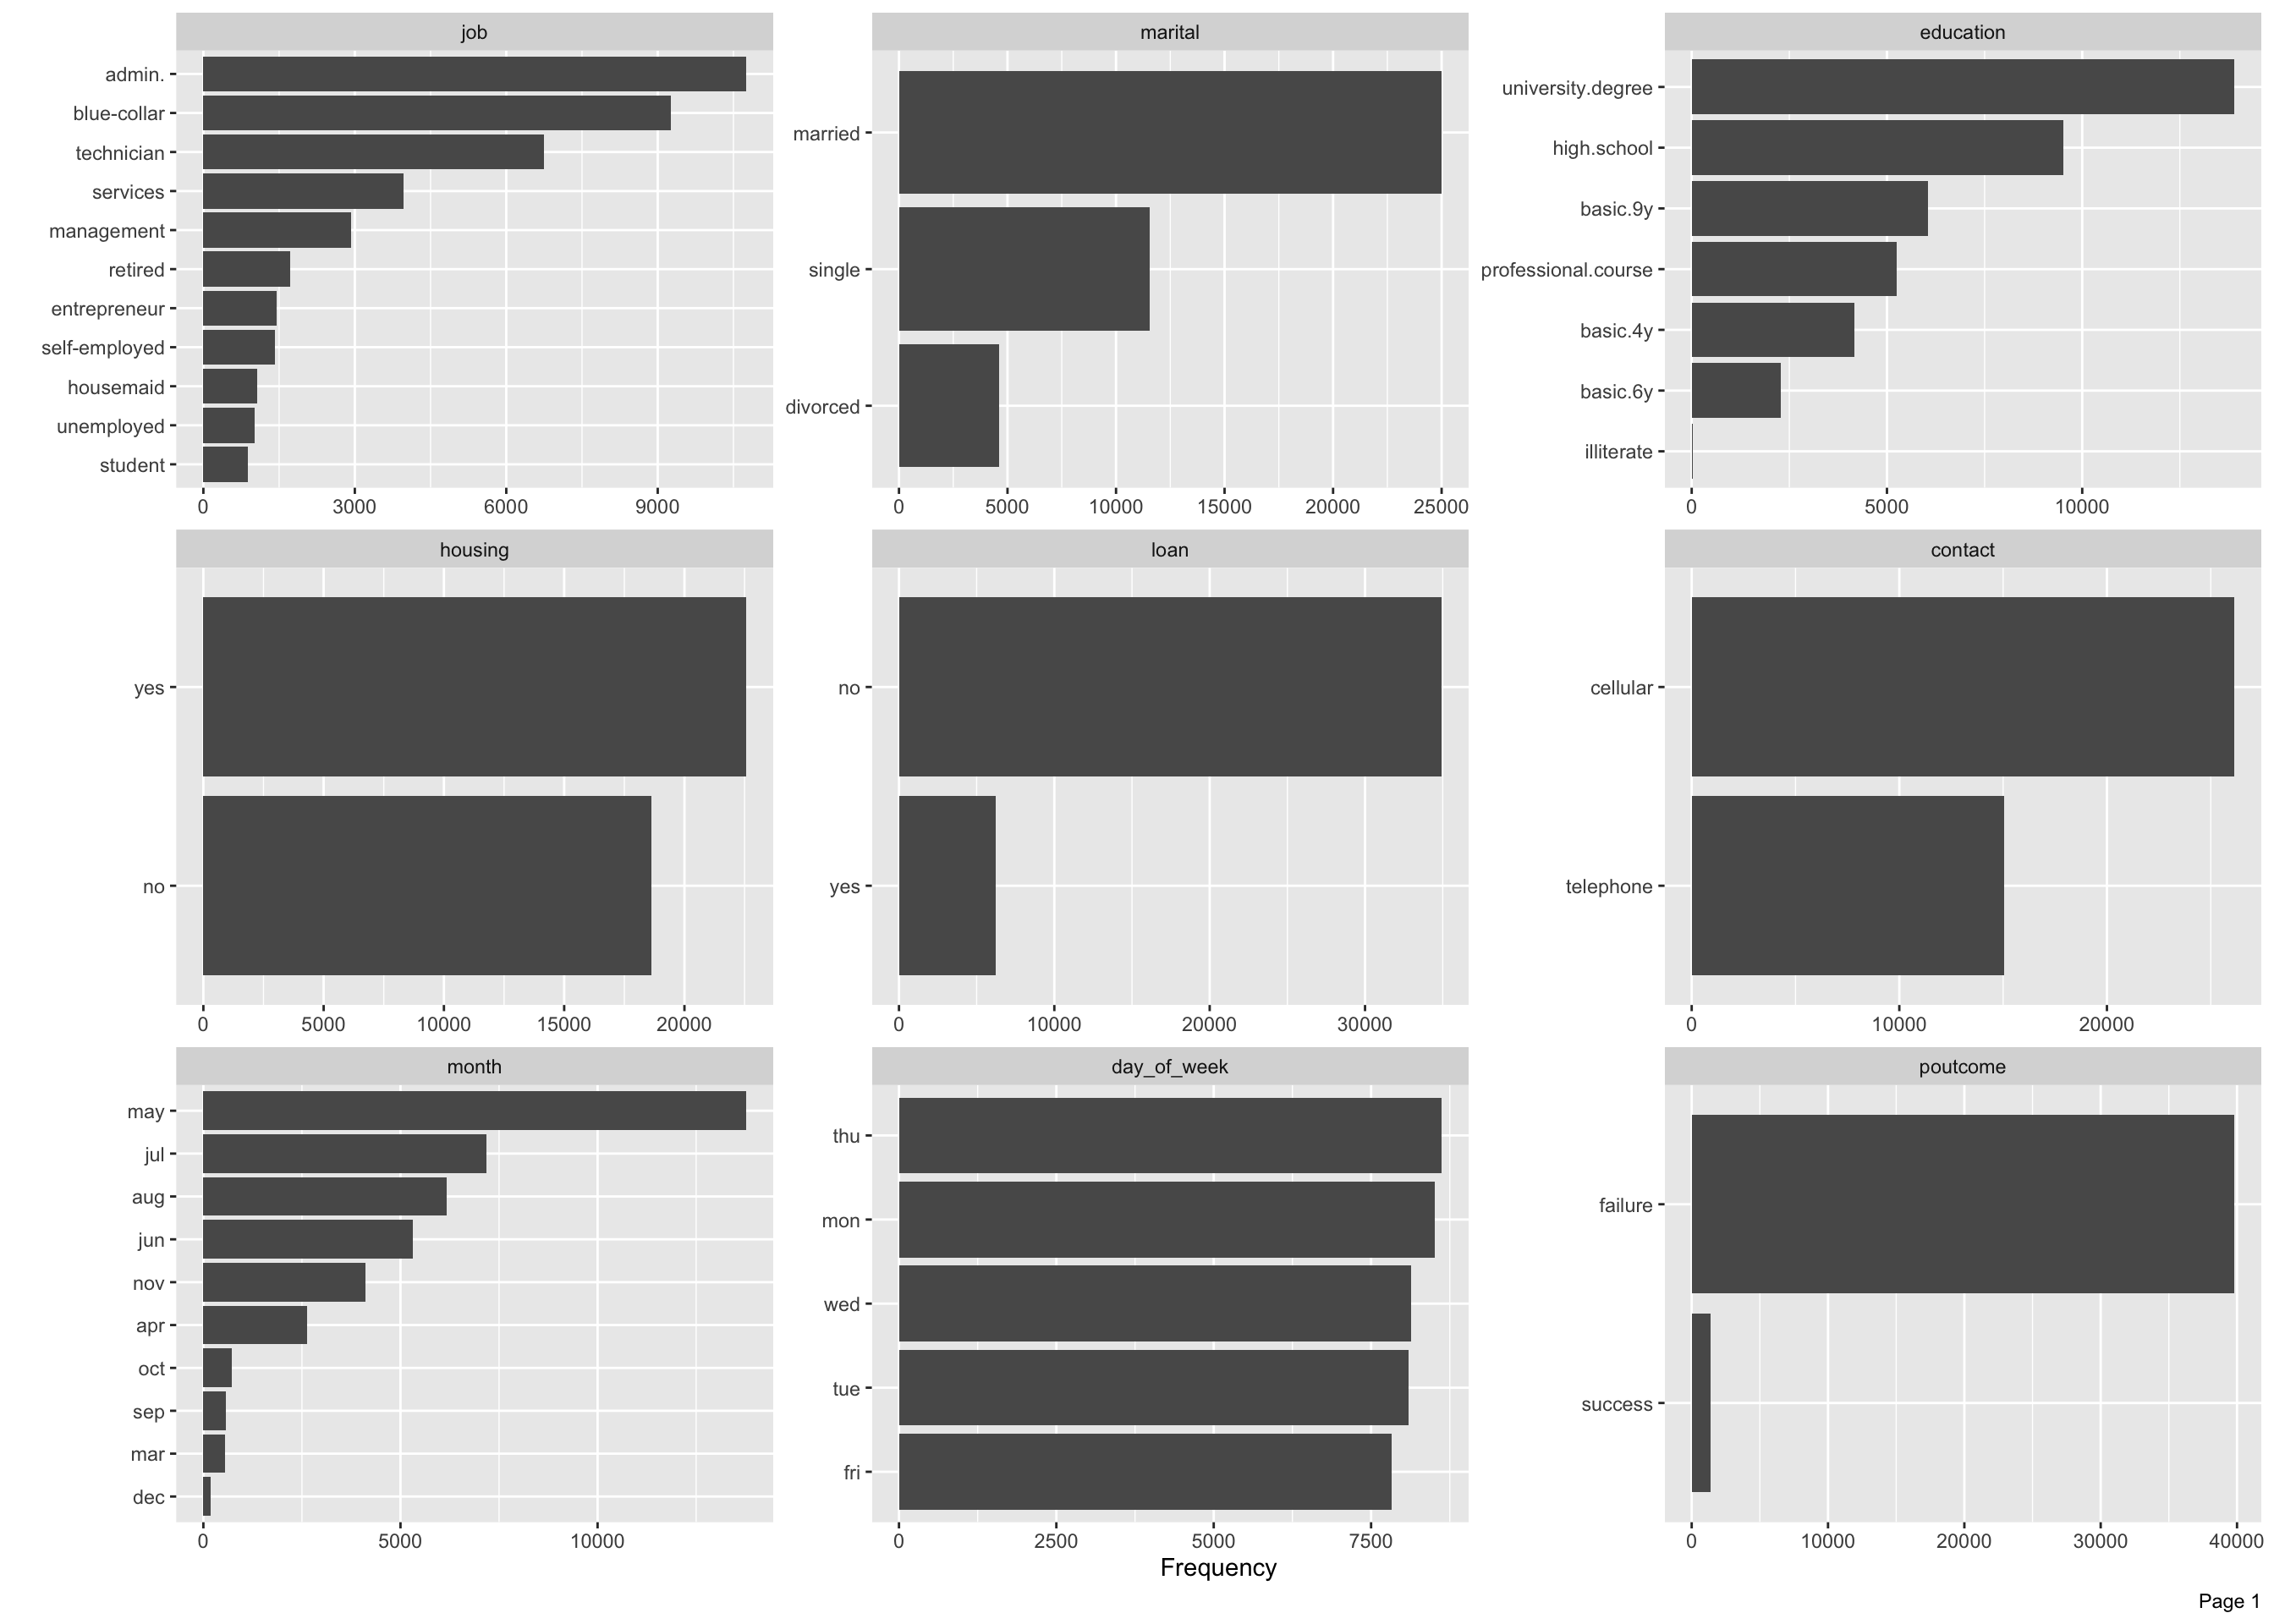 job
admin.
blue-collar
technician
services
management
retired
entrepreneur
self-employed
housemaid
unemployed
student
0 3000 6000 9000
marital
married
single
divorced
0 5000 10000 15000 20000 25000
education
university.degree
high.school
basic.9y
professional.course
basic.4y
basic.6y
illiterate
0 5000 10000
housing
yes
no
0 5000 10000 15000 20000
loan
no
yes
0 10000 20000 30000
contact
cellular
telephone
0 10000 20000
month
may
jul
aug
jun
nov
apr
oct
sep
mar
dec
0 5000 10000
day_of_week
thu
mon
wed
tue
fri
0 2500 5000 7500
poutcome
failure
success
0 10000 20000 30000 40000
Frequency
Page 1